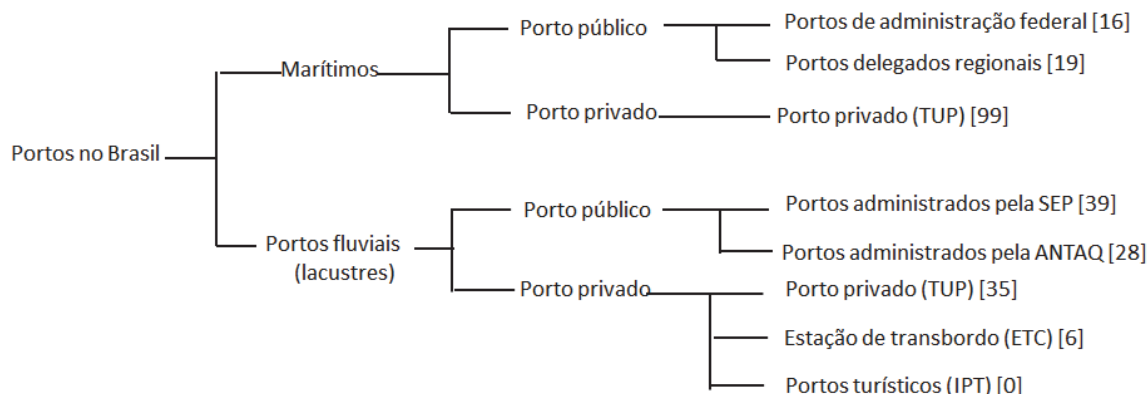 Portos no Brasil
Marítimos
Porto público
Portos de administração federal [16]
Portos delegados regionais [19]
Porto privado
Porto privado (TUP) [99]
Portos fluviais
(lacustres)
Porto público
Portos administrados pela SEP [39]
Portos administrados pela ANTAQ [28]
Porto privado
Porto privado (TUP) [35]
Estação de transbordo (ETC) [6]
Portos turísticos (IPT) [0]